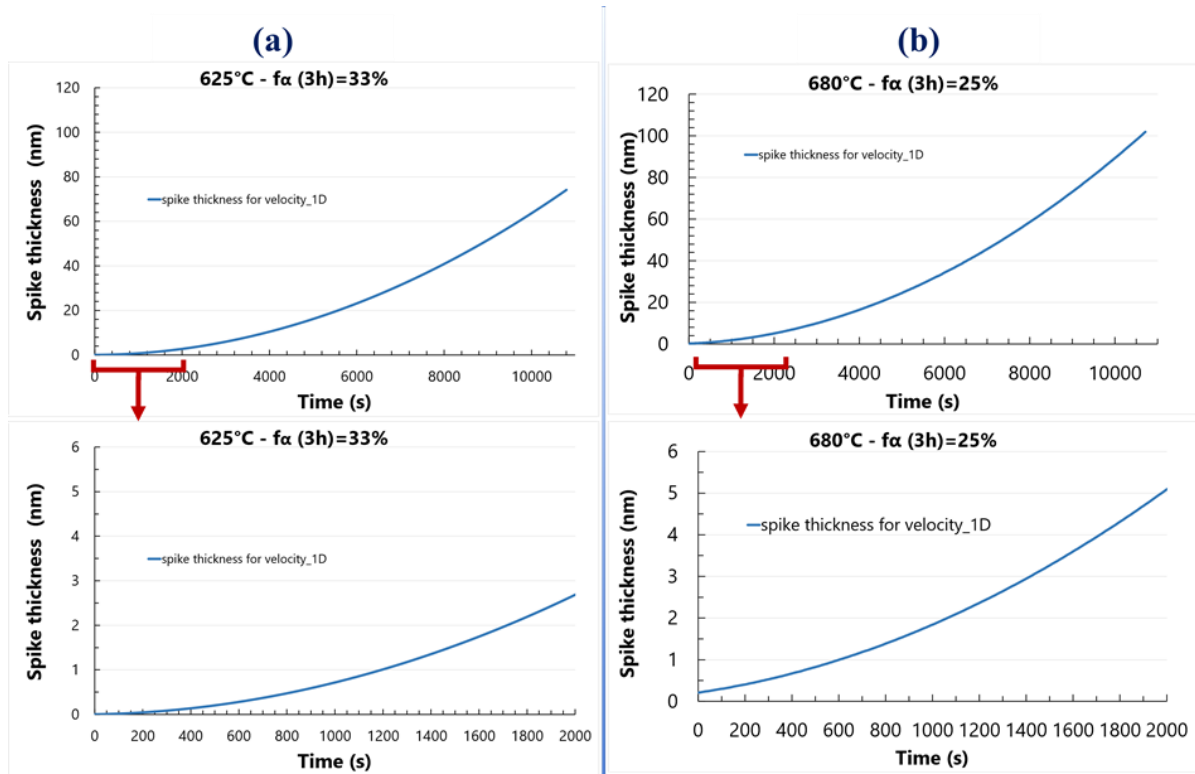 (a)
625°C - fα (3h)=33%
Spike thickness (nm)
120
100
80
60
40
20
0
spike thickness for velocity_1D
0 2000 4000 6000 8000 10000
Time (s)
625°C - fα (3h)=33%
Spike thickness (nm)
6
5
4
3
2
1
0
spike thickness for velocity_1D
0 200 400 600 800 1000 1200 1400 1600 1800 2000
Time (s)
(b)
680°C - fα (3h)=25%
Spike thickness (nm)
120
100
80
60
40
20
0
spike thickness for velocity_1D
0 2000 4000 6000 8000 10000
Time (s)
680°C - fα (3h)=25%
Spike thickness (nm)
6
5
4
3
2
1
0
spike thickness for velocity_1D
0 200 400 600 800 1000 1200 1400 1600 1800 2000
Time (s)